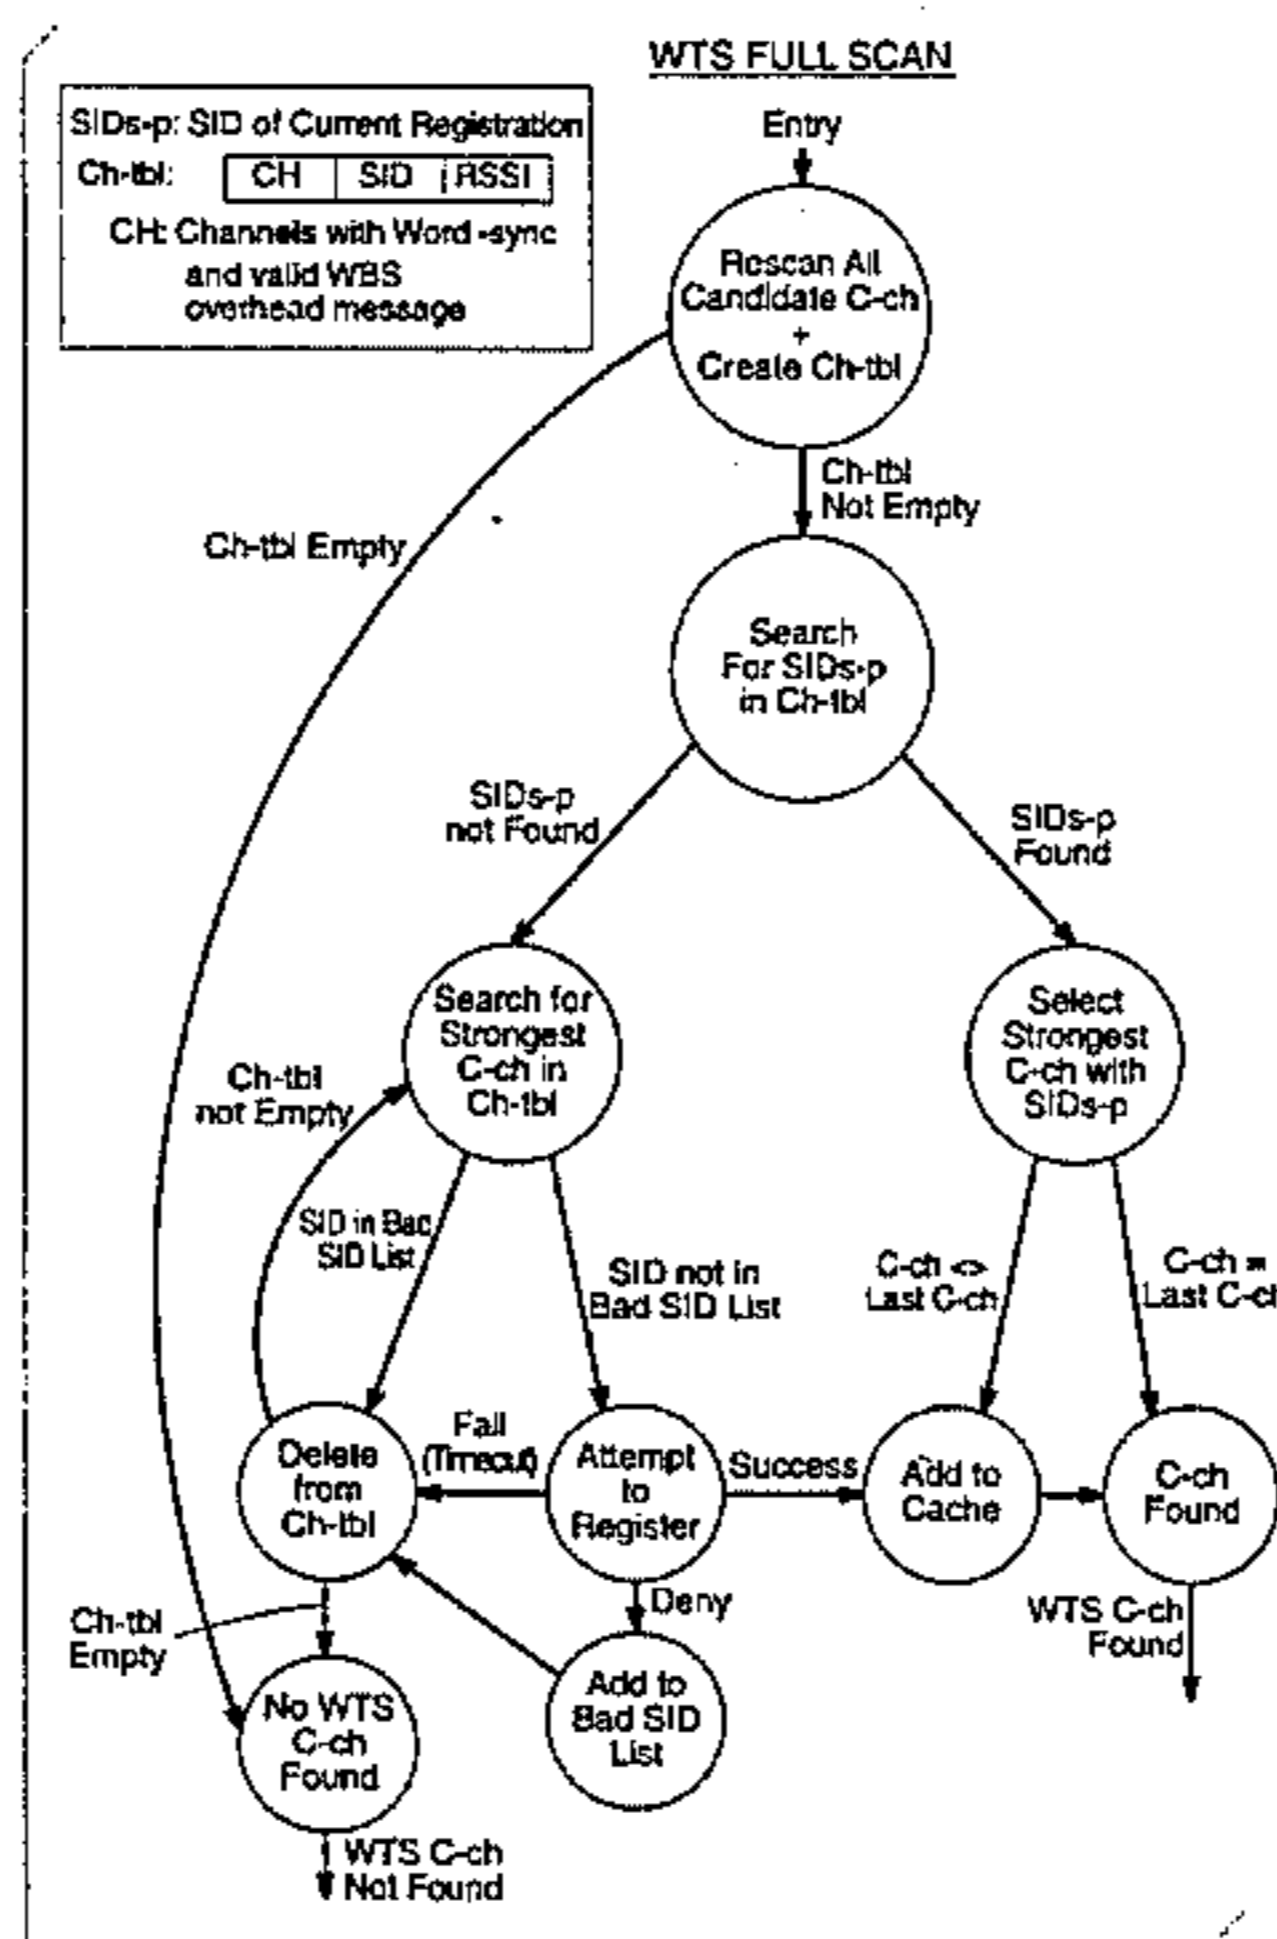 WTS FULL SCAN
SIDs-p: SID of Current Registration
Ch-tbl: CH SID RSSI
CH: Channels with Word-sync
and valid WBS
overhead message
Entry
Rescan All
Candidate C-ch
+
Create Ch-tbl
Ch-tbl
Not Empty
Ch-tbl Empty
Search
For SIDs-p
in Ch-tbl
SIDs-p
not Found
SIDs-p
Found
Search for
Strongest
C-ch in
Ch-tbl
Select
Strongest
C-ch with
SIDs-p
Ch-tbl
not Empty
SID in Bad
SID List
SID not in
Bad SID List
C-ch <>
Last C-ch
C-ch =
Last C-ch
Delete
from
Ch-tbl
Fail
(Timeout)
Attempt
to
Register
Success
Add to
Cache
C-ch
Found
Ch-tbl
Empty
Deny
WTS C-ch
Found
No WTS
C-ch
Found
Add to
Bad SID
List
WTS C-ch
Not Found